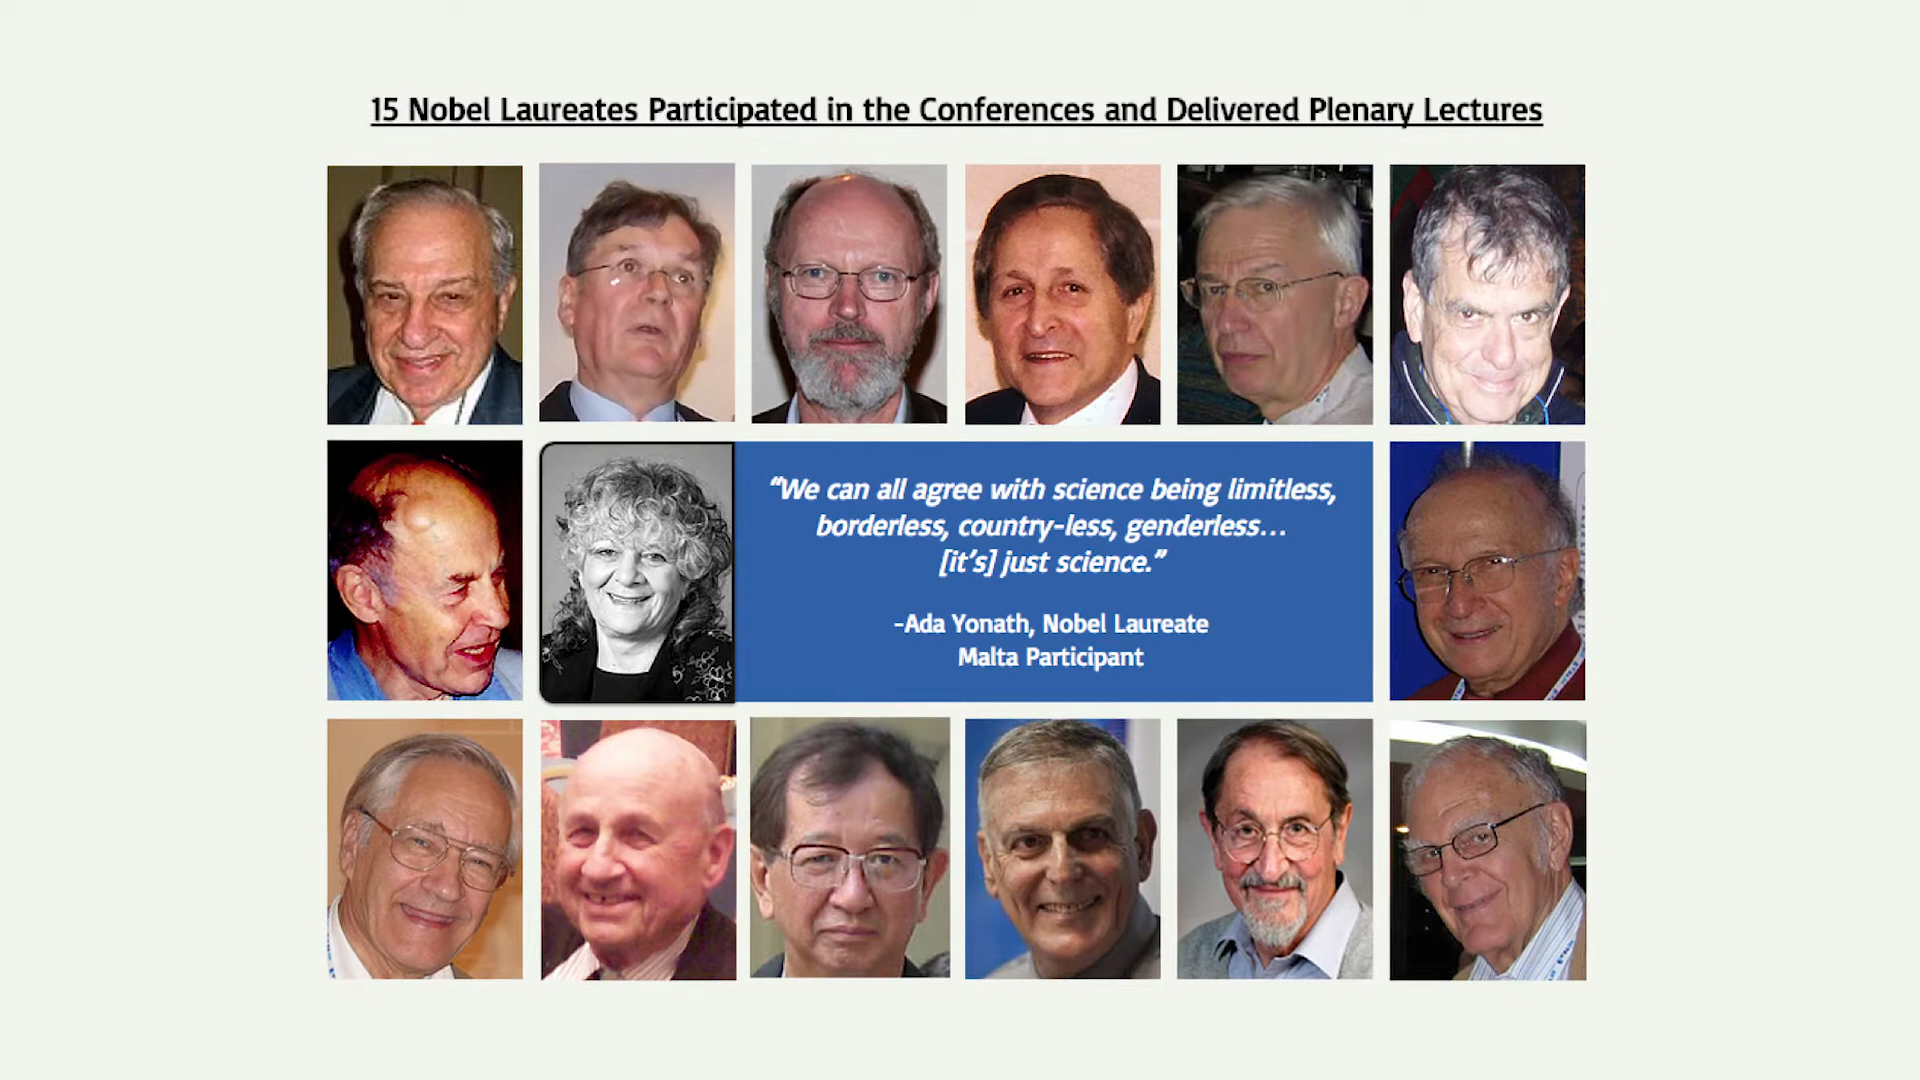 15 Nobel Laureates Participated in the Conferences and Delivered Plenary Lectures
“We can all agree with science being limitless,
borderless, country-less, genderless…
[it’s] just science.”
-Ada Yonath, Nobel Laureate
Malta Participant